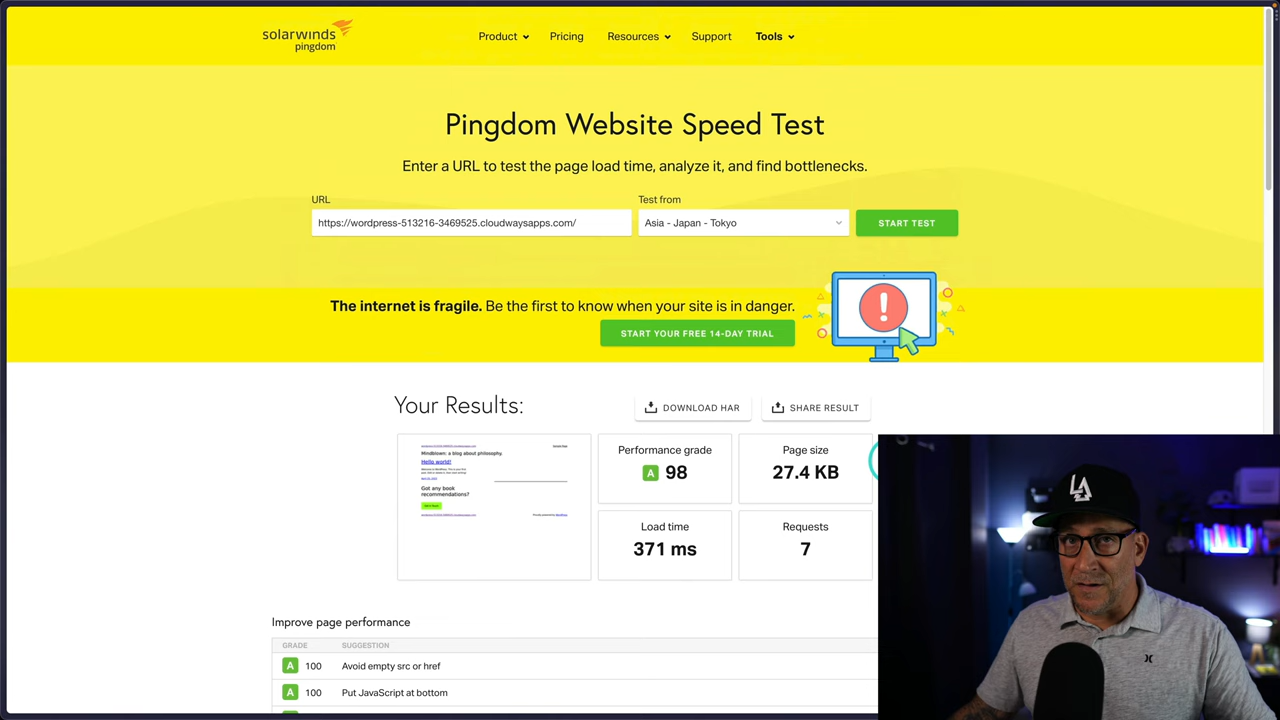 solarwinds
pingdom
Product
Pricing
Resources
Support
Tools
Pingdom Website Speed Test
Enter a URL to test the page load time, analyze it, and find bottlenecks.
URL
Test from
https://wordpress-513216-3469525.cloudwaysapps.com/
Asia - Japan - Tokyo
START TEST
The internet is fragile. Be the first to know when your site is in danger.
START YOUR FREE 14-DAY TRIAL
Your Results:
DOWNLOAD HAR
SHARE RESULT
Mindblown: a blog about philosophy.
Hello world!
Got any book
recommendations?
Performance grade
A 98
Page size
27.4 KB
Load time
371 ms
Requests
7
Improve page performance
GRADE
SUGGESTION
A 100 Avoid empty src or href
A 100 Put JavaScript at bottom
LA